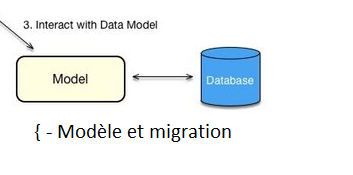 3. Interact with Data Model
Model
Database
{ - Modèle et migration